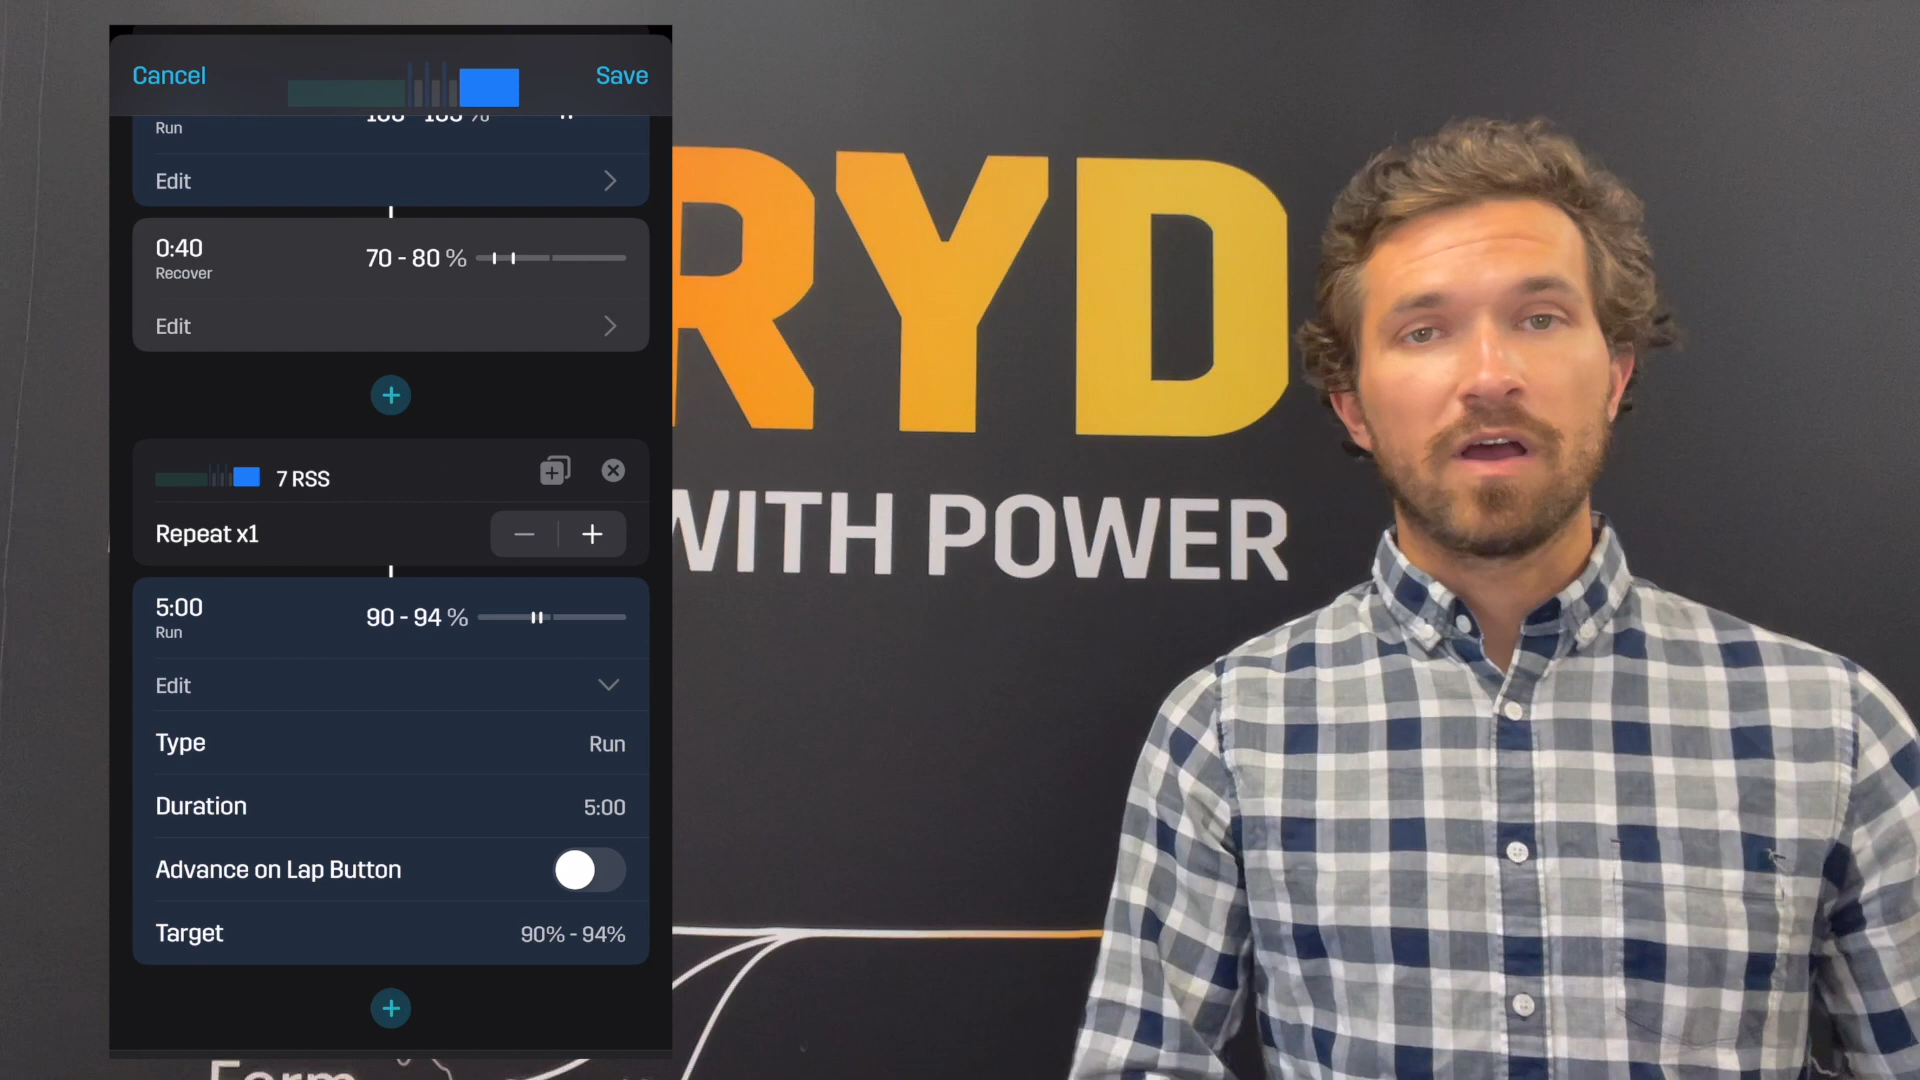 Cancel
Save
Run
Edit
0:40
70 - 80 %
Recover
Edit
7 RSS
Repeat x1
5:00
90 - 94 %
Run
Edit
Type
Run
Duration
5:00
Advance on Lap Button
Target
90% - 94%
RYD
WITH POWER